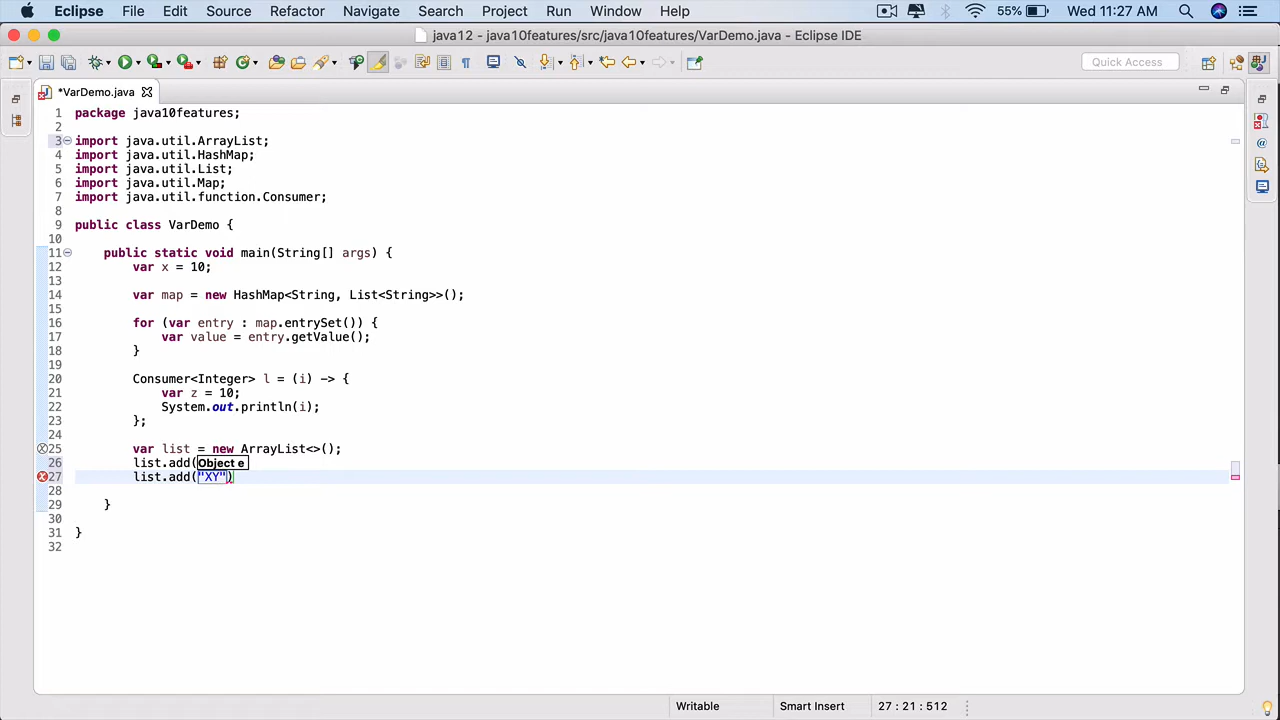 Eclipse File Edit Source Refactor Navigate Search Project Run Window Help 55% Wed 11:27 AM
java12 - java10features/src/java10features/VarDemo.java - Eclipse IDE
Quick Access
*VarDemo.java
1 package java10features;
2
3 import java.util.ArrayList;
4 import java.util.HashMap;
5 import java.util.List;
6 import java.util.Map;
7 import java.util.function.Consumer;
8
9 public class VarDemo {
10
11 public static void main(String[] args) {
12 var x = 10;
13
14 var map = new HashMap<String, List<String>>();
15
16 for (var entry : map.entrySet()) {
17 var value = entry.getValue();
18 }
19
20 Consumer<Integer> l = (i) -> {
21 var z = 10;
22 System.out.println(i);
23 };
24
25 var list = new ArrayList<>();
26 list.add(Object e
27 list.add("XY")
28
29 }
30
31 }
32
Writable Smart Insert 27 : 21 : 512